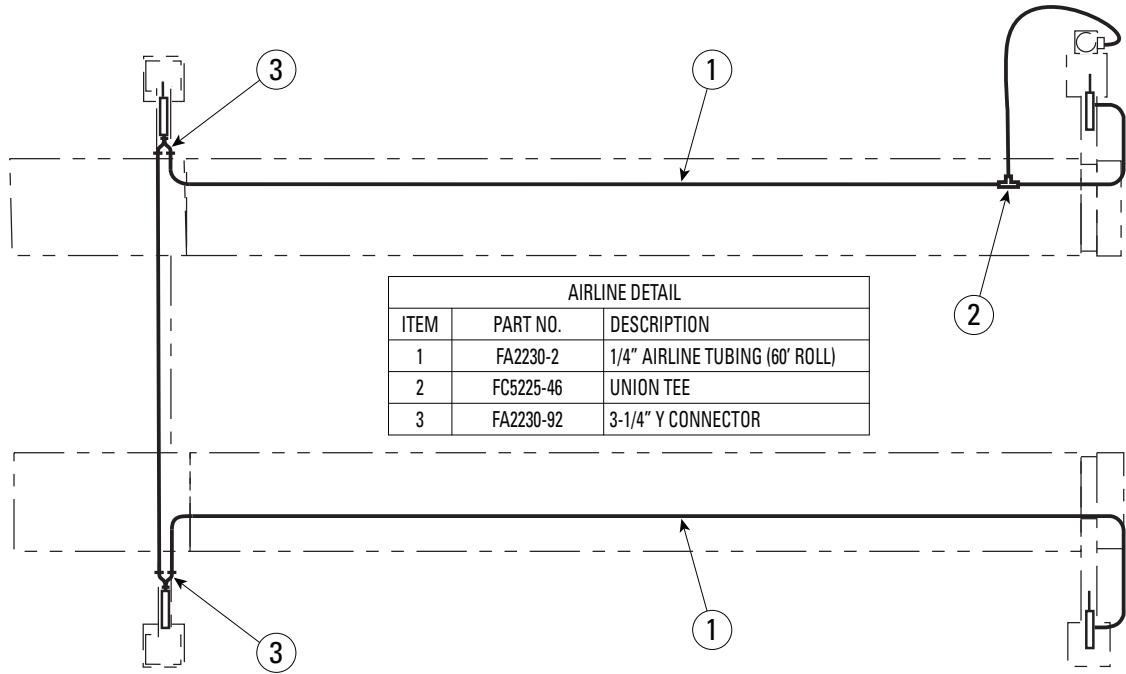 3
1
2
AIRLINE DETAIL
ITEM PART NO. DESCRIPTION
1 FA2230-2 1/4” AIRLINE TUBING (60’ ROLL)
2 FC5225-46 UNION TEE
3 FA2230-92 3-1/4” Y CONNECTOR
3
1